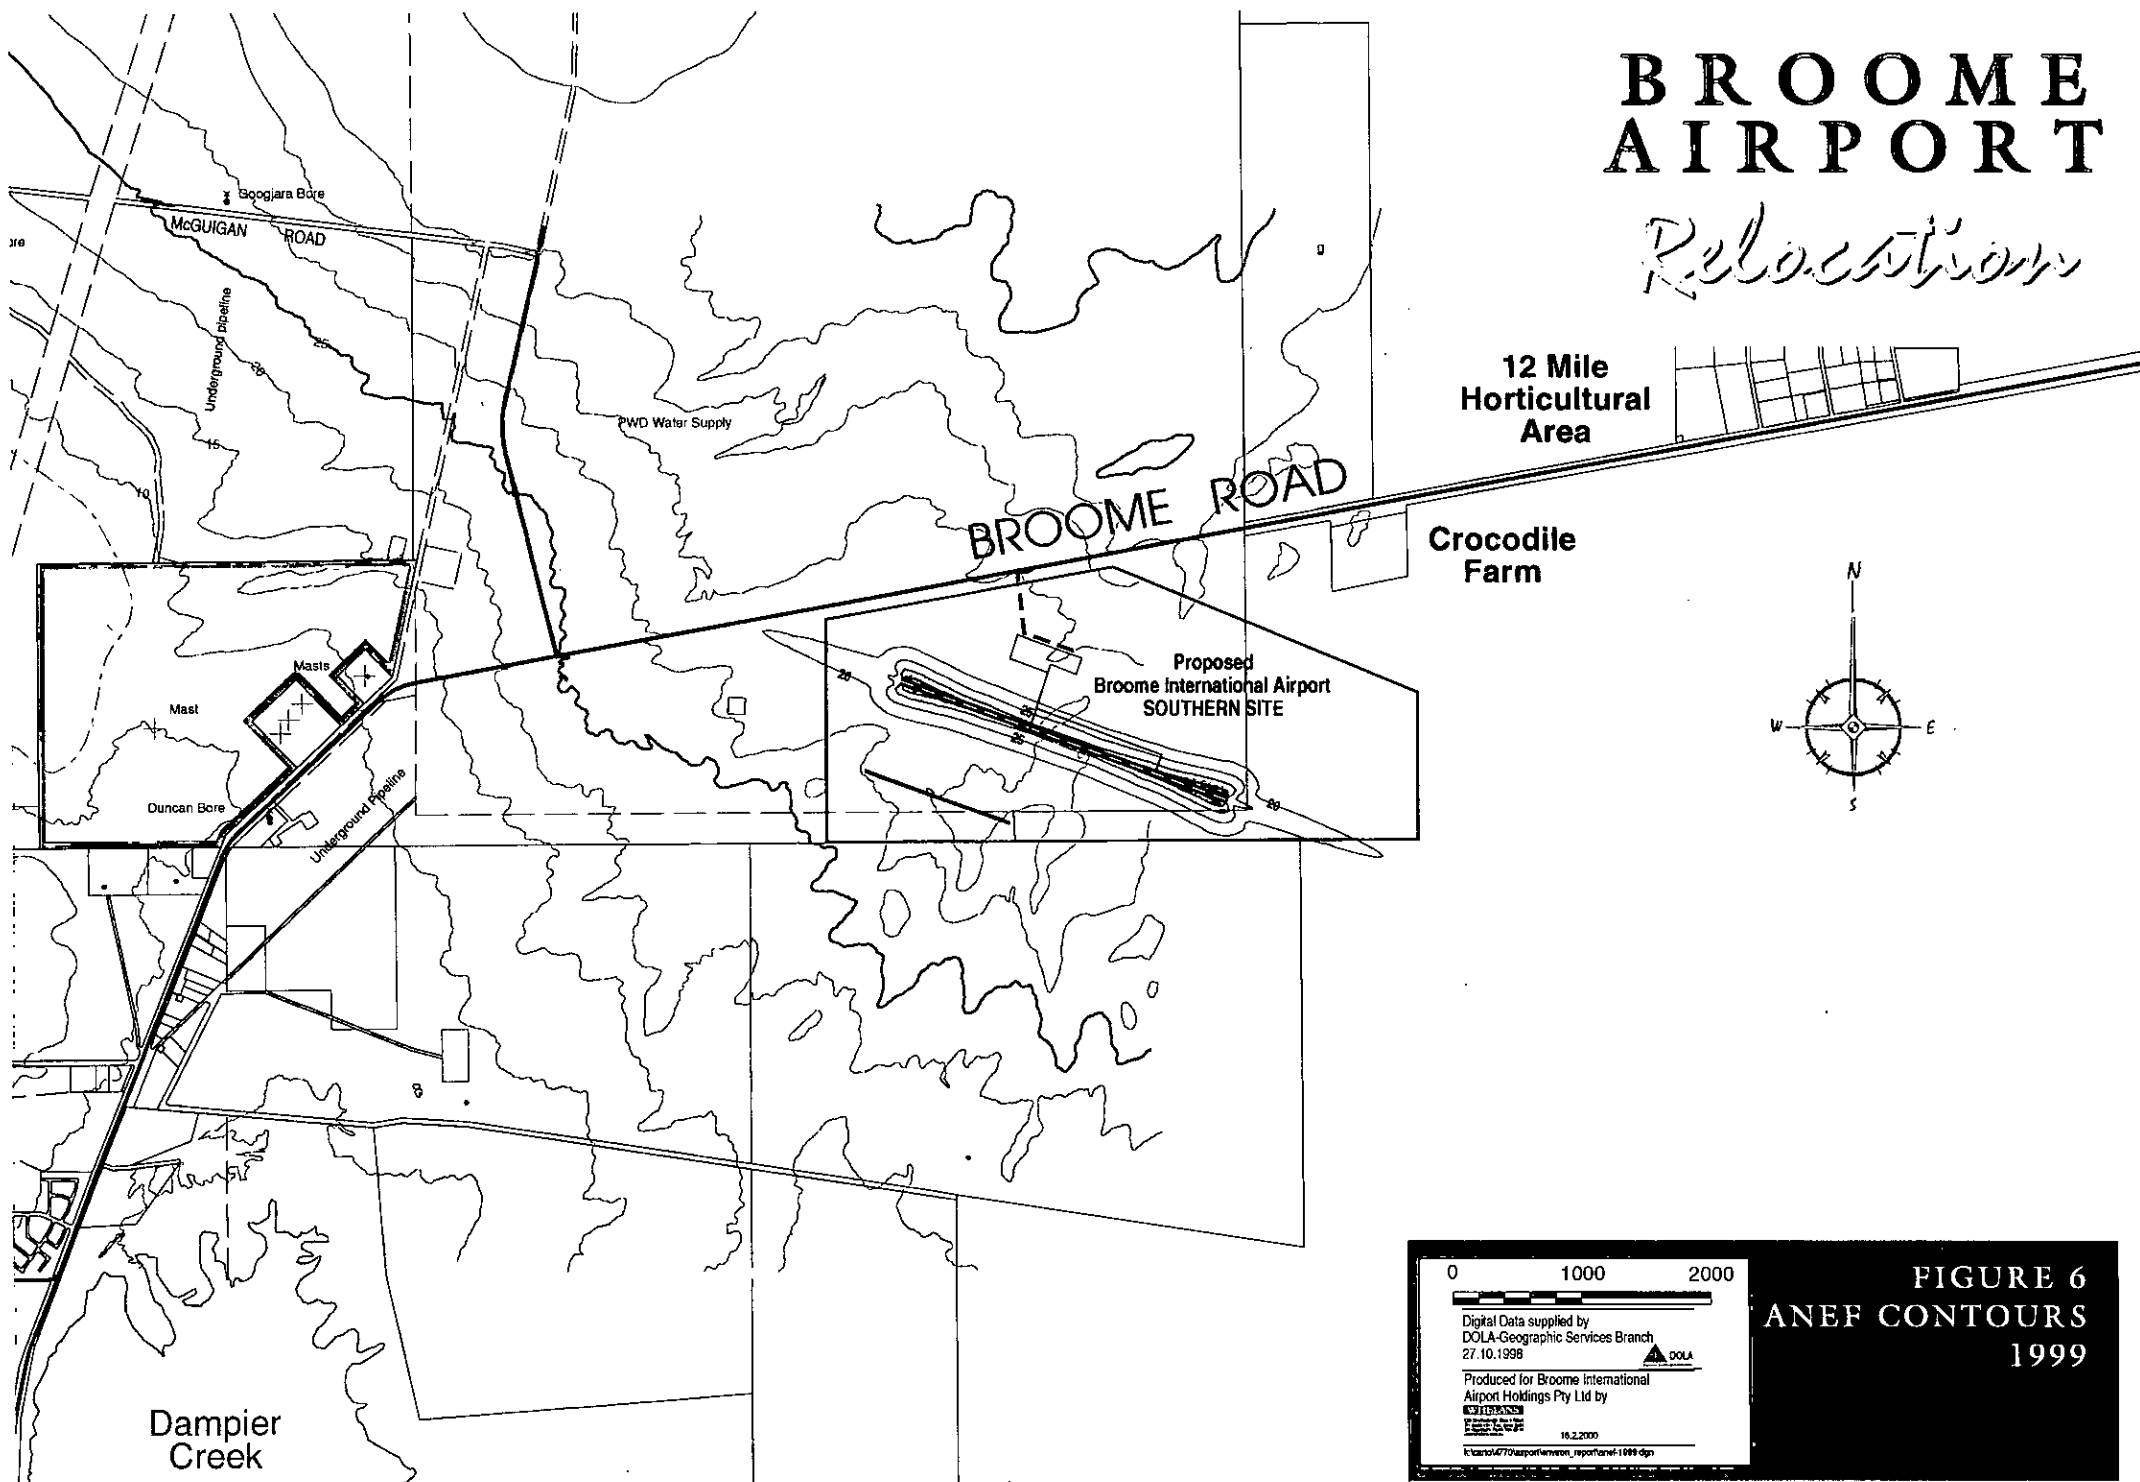 BROOME
AIRPORT
Relocation
Googjara Bore
McGUIGAN ROAD
ore
Underground pipeline
25
20
15
10
PWD Water Supply
12 Mile
Horticultural
Area
BROOME ROAD
Crocodile
Farm
N
W E
S
Masts
Mast
Duncan Bore
Underground Pipeline
Proposed
Broome International Airport
SOUTHERN SITE
20
25
25
20
Dampier
Creek
0 1000 2000
Digital Data supplied by
DOLA-Geographic Services Branch
27.10.1998
DOLA
Produced for Broome International
Airport Holdings Pty Ltd by
WHELANS
16.2.2000
FIGURE 6
ANEF CONTOURS
1999